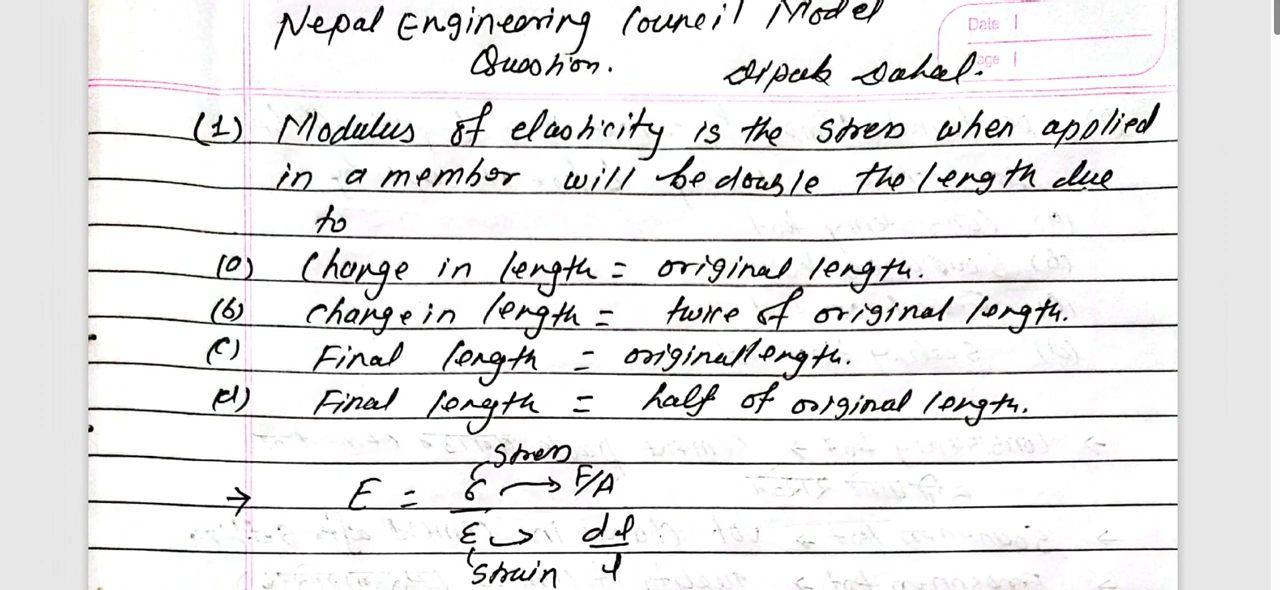 Nepal Engineering Council Model
Date
Question.
Dipak Dahal.
age
(1) Modulus of elasticity is the stress when applied
in a member will be double the length due
to
(a) Change in length = original length.
(b) change in length = twice of original length.
(c) Final length = original length.
(d) Final length = half of original length.
Stress
→ E = σ → F/A
ε → dl/l
Strain